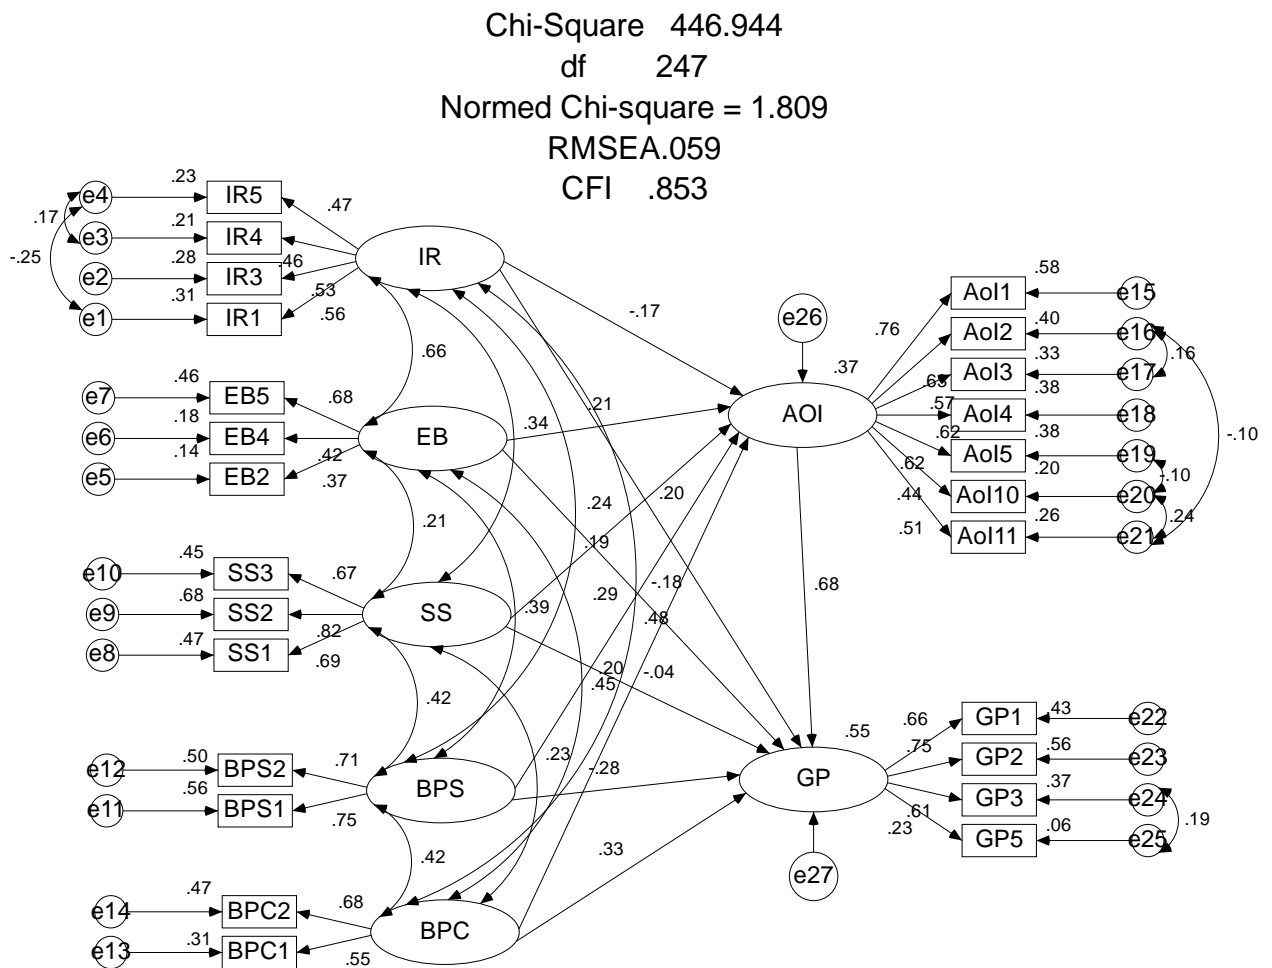 Chi-Square 446.944
df 247
Normed Chi-square = 1.809
RMSEA.059
CFI .853
e4 .23 IR5 .47
.17 e3 .21 IR4 .46
-.25 e2 .28 IR3 .53
e1 .31 IR1 .56
IR
.66
e7 .46 EB5 .68
e6 .18 EB4 .42
e5 .14 EB2 .37
EB
.21
e10 .45 SS3 .67
e9 .68 SS2 .82
e8 .47 SS1 .69
SS
.42
e12 .50 BPS2 .71
e11 .56 BPS1 .75
BPS
.42
e14 .47 BPC2 .68
e13 .31 BPC1 .55
BPC
-.17
.21
.34
.24
.20
.19
-.18
.39
.29
.48
.20
-.04
.45
.23
-.28
.33
.68
e26
.37
AOI
.76 AoI1 .58 e15
.63 AoI2 .40 e16
.57 AoI3 .33 e17 .16
.62 AoI4 .38 e18
.62 AoI5 .38 e19
.44 AoI10 .20 e20 -.10
.51 AoI11 .26 e21 .24
-.10
.55
GP
e27
.66 GP1 .43 e22
.75 GP2 .56 e23
.61 GP3 .37 e24
.23 GP5 .06 e25
.19